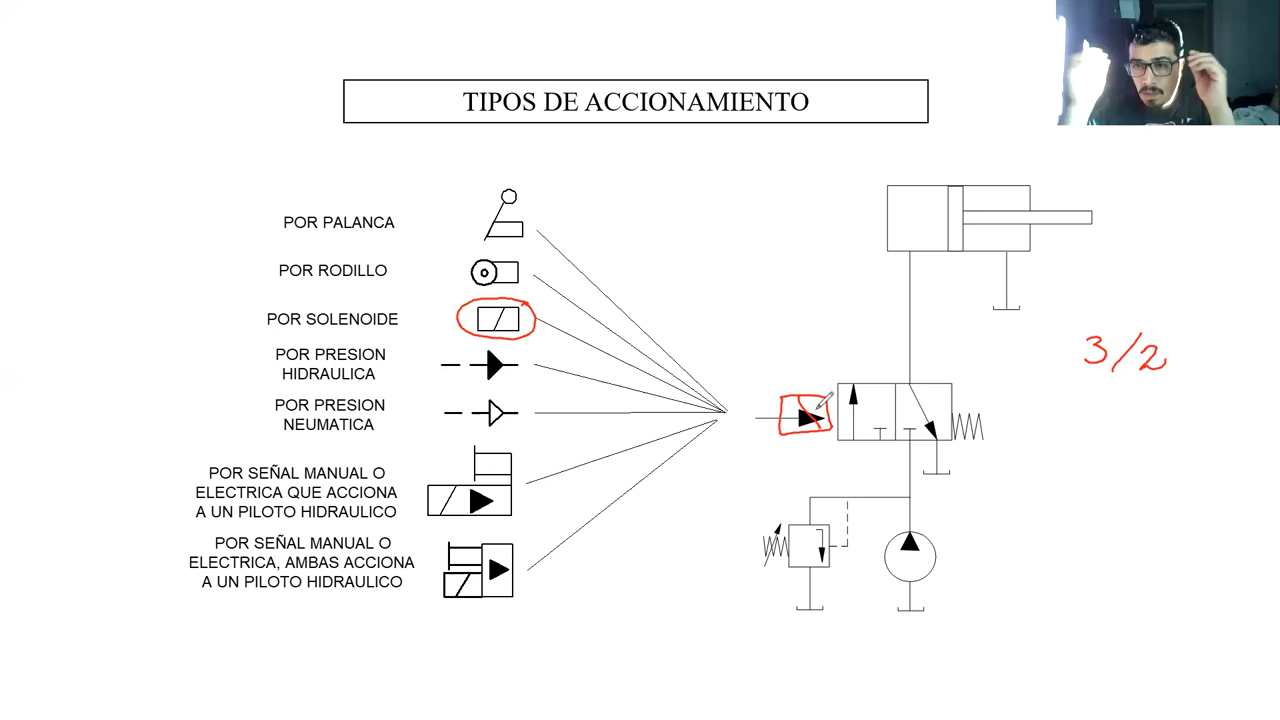 TIPOS DE ACCIONAMIENTO
POR PALANCA
POR RODILLO
POR SOLENOIDE
POR PRESION
HIDRAULICA
POR PRESION
NEUMATICA
POR SEÑAL MANUAL O
ELECTRICA QUE ACCIONA
A UN PILOTO HIDRAULICO
POR SEÑAL MANUAL O
ELECTRICA, AMBAS ACCIONA
A UN PILOTO HIDRAULICO
3/2